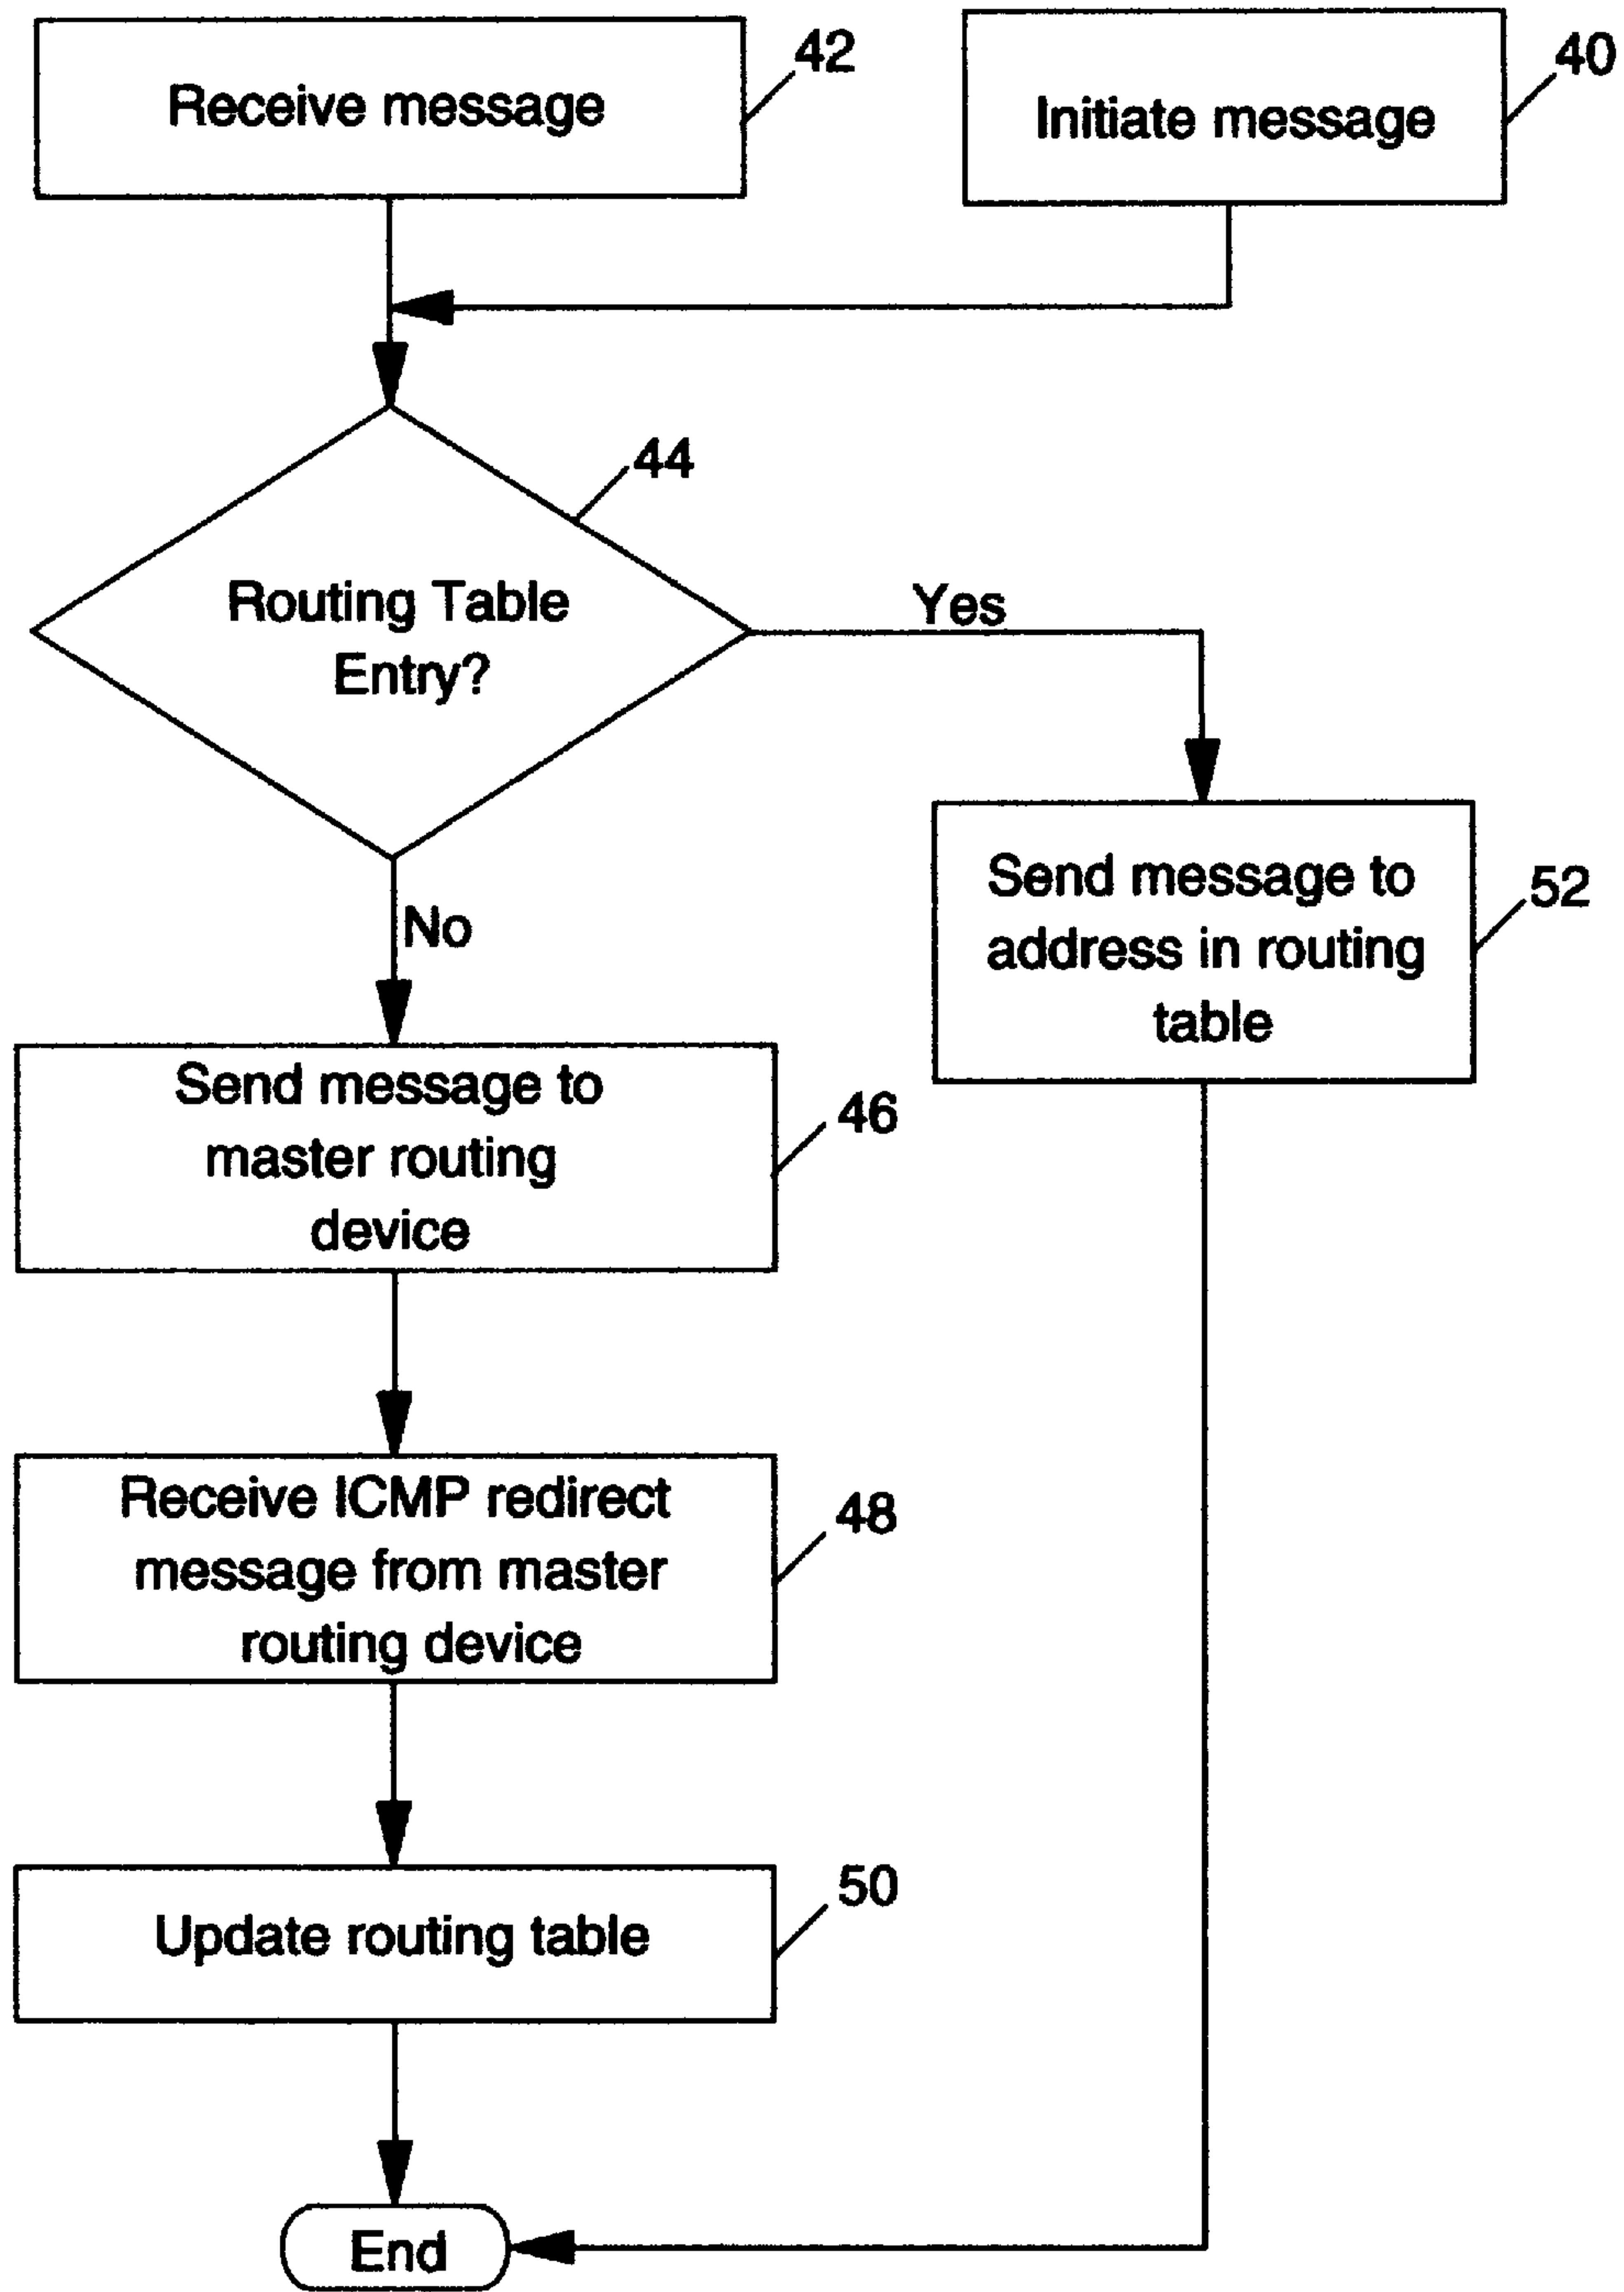 Receive message
42
Initiate message
40
44
Routing Table
Entry?
Yes
No
Send message to
address in routing
table
52
Send message to
master routing
device
46
Receive ICMP redirect
message from master
routing device
48
Update routing table
50
End